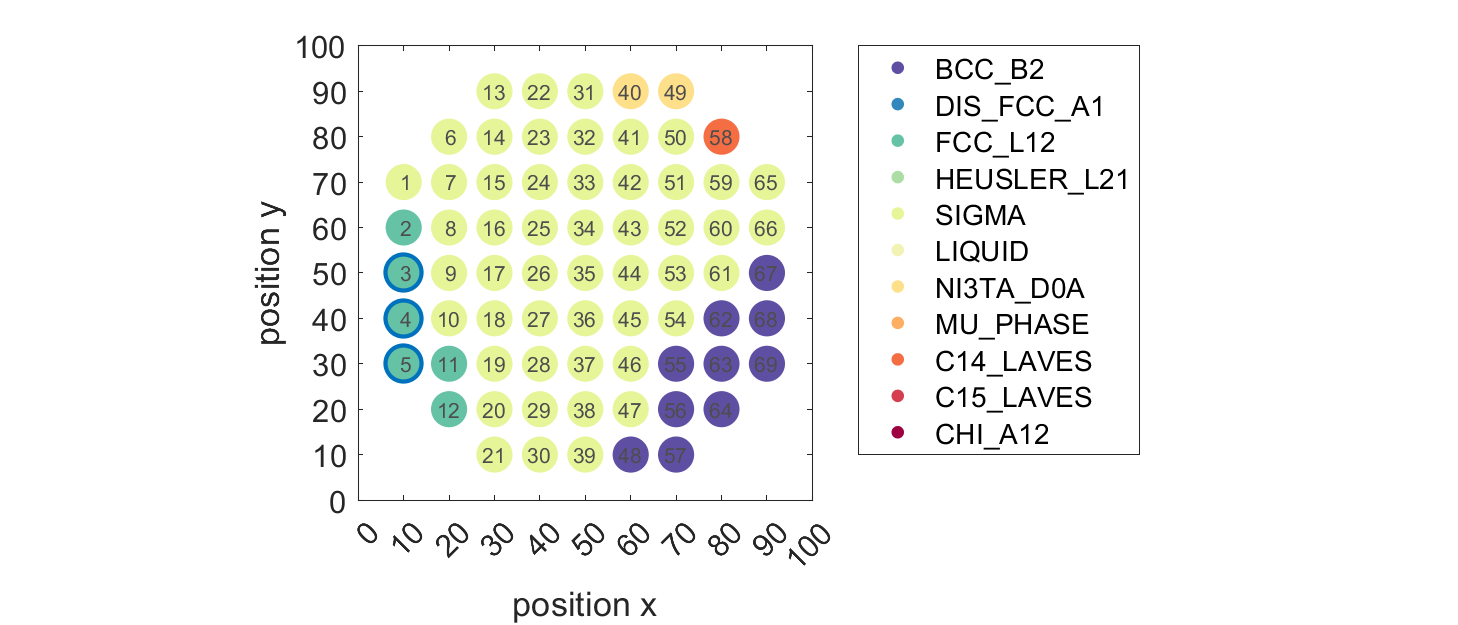 100
90
80
70
60
50
40
30
20
10
0
position y
13 22 31 40 49
6 14 23 32 41 50 58
1 7 15 24 33 42 51 59 65
2 8 16 25 34 43 52 60 66
3 9 17 26 35 44 53 61 67
4 10 18 27 36 45 54 62 68
5 11 19 28 37 46 55 63 69
12 20 29 38 47 56 64
21 30 39 48 57
0 10 20 30 40 50 60 70 80 90 100
position x
BCC_B2
DIS_FCC_A1
FCC_L12
HEUSLER_L21
SIGMA
LIQUID
NI3TA_D0A
MU_PHASE
C14_LAVES
C15_LAVES
CHI_A12